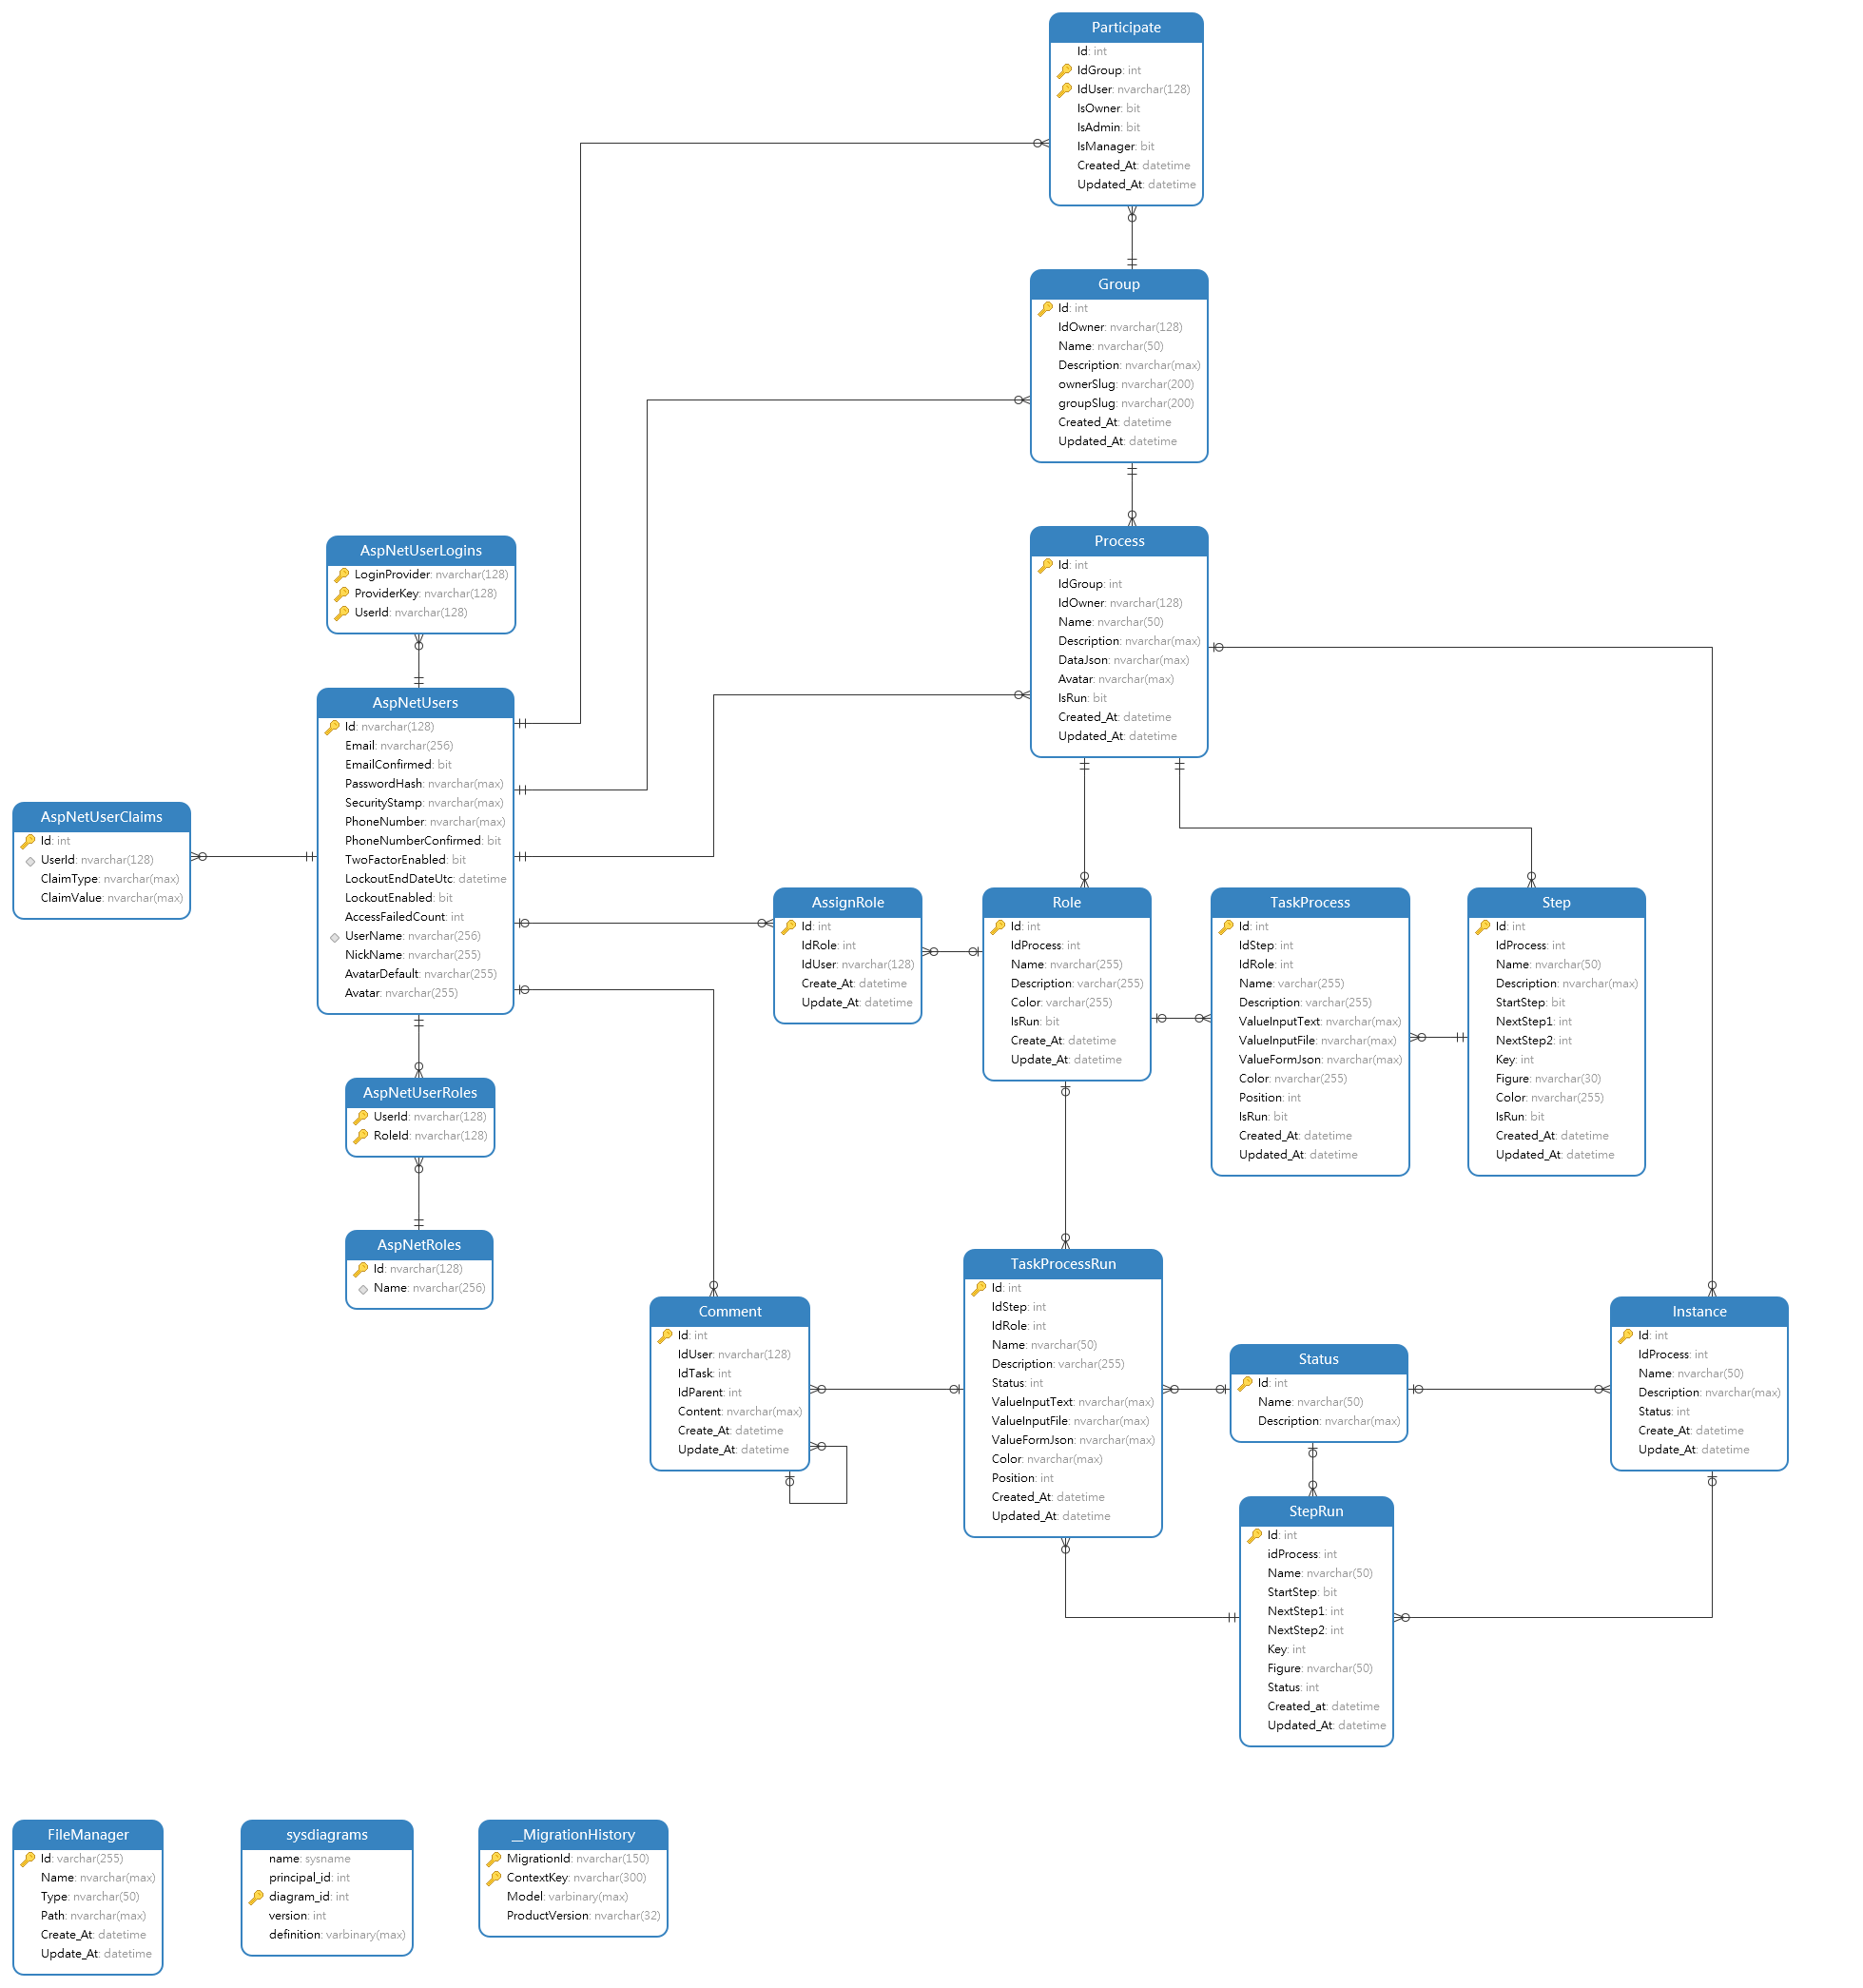 Participate
Id: int
IdGroup: int
IdUser: nvarchar(128)
IsOwner: bit
IsAdmin: bit
IsManager: bit
Created_At: datetime
Updated_At: datetime
Group
Id: int
IdOwner: nvarchar(128)
Name: nvarchar(50)
Description: nvarchar(max)
ownerSlug: nvarchar(200)
groupSlug: nvarchar(200)
Created_At: datetime
Updated_At: datetime
Process
Id: int
IdGroup: int
IdOwner: nvarchar(128)
Name: nvarchar(50)
Description: nvarchar(max)
DataJson: nvarchar(max)
Avatar: nvarchar(max)
IsRun: bit
Created_At: datetime
Updated_At: datetime
AspNetUserLogins
LoginProvider: nvarchar(128)
ProviderKey: nvarchar(128)
UserId: nvarchar(128)
AspNetUsers
Id: nvarchar(128)
Email: nvarchar(256)
EmailConfirmed: bit
PasswordHash: nvarchar(max)
SecurityStamp: nvarchar(max)
PhoneNumber: nvarchar(max)
PhoneNumberConfirmed: bit
TwoFactorEnabled: bit
LockoutEndDateUtc: datetime
LockoutEnabled: bit
AccessFailedCount: int
UserName: nvarchar(256)
NickName: nvarchar(255)
AvatarDefault: nvarchar(255)
Avatar: nvarchar(255)
AspNetUserClaims
Id: int
UserId: nvarchar(128)
ClaimType: nvarchar(max)
ClaimValue: nvarchar(max)
AssignRole
Id: int
IdRole: int
IdUser: nvarchar(128)
Create_At: datetime
Update_At: datetime
Role
Id: int
IdProcess: int
Name: nvarchar(255)
Description: varchar(255)
Color: varchar(255)
IsRun: bit
Create_At: datetime
Update_At: datetime
TaskProcess
Id: int
IdStep: int
IdRole: int
Name: varchar(255)
Description: varchar(255)
ValueInputText: nvarchar(max)
ValueInputFile: nvarchar(max)
ValueFormJson: nvarchar(max)
Color: nvarchar(255)
Position: int
IsRun: bit
Created_At: datetime
Updated_At: datetime
Step
Id: int
IdProcess: int
Name: nvarchar(50)
Description: nvarchar(max)
StartStep: bit
NextStep1: int
NextStep2: int
Key: int
Figure: nvarchar(30)
Color: nvarchar(255)
IsRun: bit
Created_At: datetime
Updated_At: datetime
AspNetUserRoles
UserId: nvarchar(128)
RoleId: nvarchar(128)
AspNetRoles
Id: nvarchar(128)
Name: nvarchar(256)
Comment
Id: int
IdUser: nvarchar(128)
IdTask: int
IdParent: int
Content: nvarchar(max)
Create_At: datetime
Update_At: datetime
TaskProcessRun
Id: int
IdStep: int
IdRole: int
Name: nvarchar(50)
Description: varchar(255)
Status: int
ValueInputText: nvarchar(max)
ValueInputFile: nvarchar(max)
ValueFormJson: nvarchar(max)
Color: nvarchar(max)
Position: int
Created_At: datetime
Updated_At: datetime
Status
Id: int
Name: nvarchar(50)
Description: nvarchar(max)
Instance
Id: int
IdProcess: int
Name: nvarchar(50)
Description: nvarchar(max)
Status: int
Create_At: datetime
Update_At: datetime
StepRun
Id: int
idProcess: int
Name: nvarchar(50)
StartStep: bit
NextStep1: int
NextStep2: int
Key: int
Figure: nvarchar(50)
Status: int
Created_at: datetime
Updated_At: datetime
FileManager
Id: varchar(255)
Name: nvarchar(max)
Type: nvarchar(50)
Path: nvarchar(max)
Create_At: datetime
Update_At: datetime
sysdiagrams
name: sysname
principal_id: int
diagram_id: int
version: int
definition: varbinary(max)
__MigrationHistory
MigrationId: nvarchar(150)
ContextKey: nvarchar(300)
Model: varbinary(max)
ProductVersion: nvarchar(32)